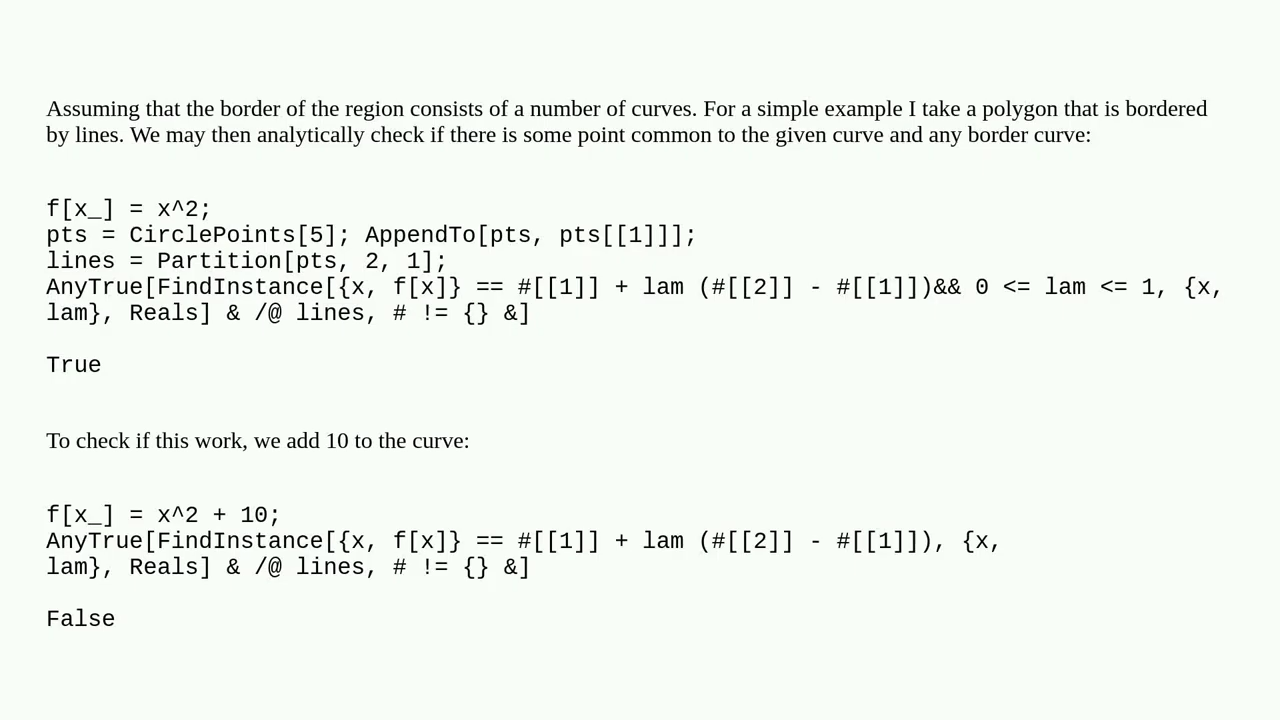 Assuming that the border of the region consists of a number of curves. For a simple example I take a polygon that is bordered
by lines. We may then analytically check if there is some point common to the given curve and any border curve:
f[x_] = x^2;
pts = CirclePoints[5]; AppendTo[pts, pts[[1]]];
lines = Partition[pts, 2, 1];
AnyTrue[FindInstance[{x, f[x]} == #[[1]] + lam (#[[2]] - #[[1]])&& 0 <= lam <= 1, {x,
lam}, Reals] & /@ lines, # != {} &]
True
To check if this work, we add 10 to the curve:
f[x_] = x^2 + 10;
AnyTrue[FindInstance[{x, f[x]} == #[[1]] + lam (#[[2]] - #[[1]]), {x,
lam}, Reals] & /@ lines, # != {} &]
False